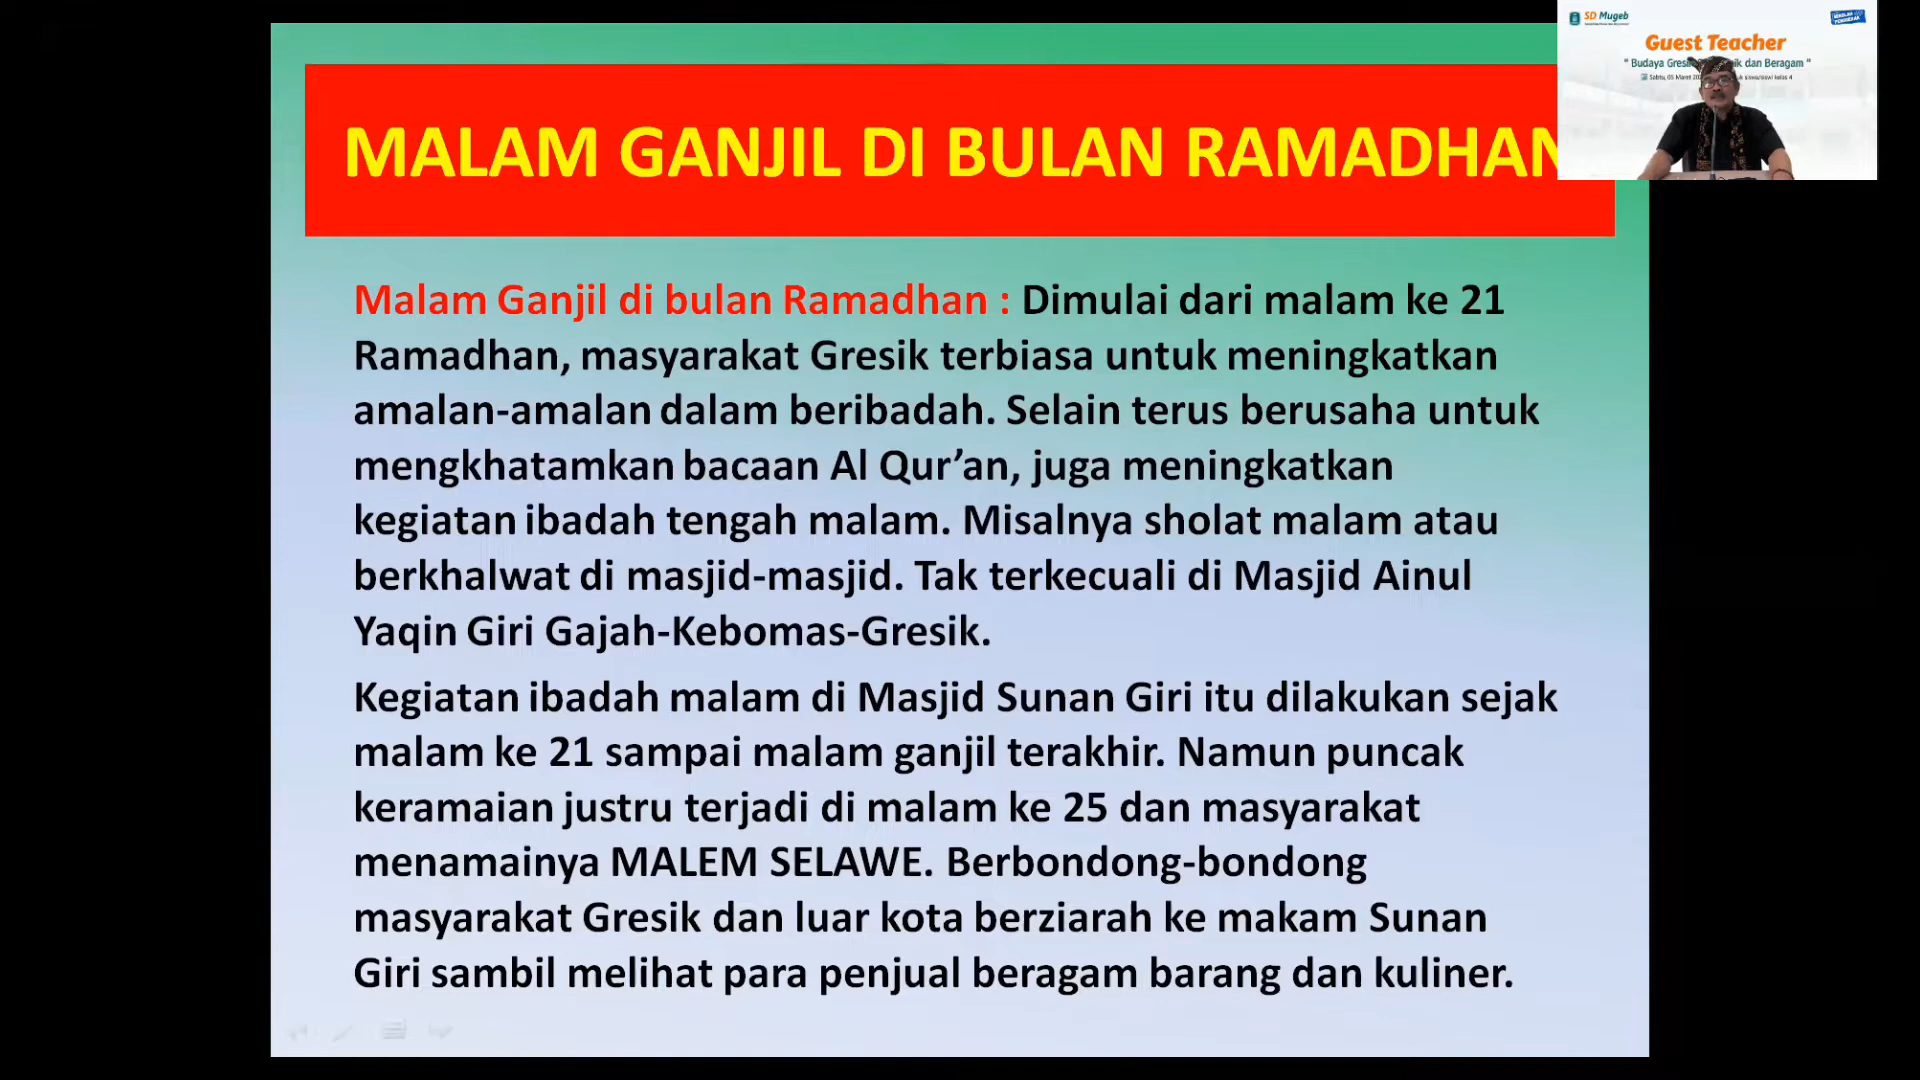 MALAM GANJIL DI BULAN RAMADHAN
SD Mugeb
Guest Teacher
" Budaya Gresik dan Beragam "
Sabtu, 05 Maret kelas 4
Malam Ganjil di bulan Ramadhan : Dimulai dari malam ke 21
Ramadhan, masyarakat Gresik terbiasa untuk meningkatkan
amalan-amalan dalam beribadah. Selain terus berusaha untuk
mengkhatamkan bacaan Al Qur’an, juga meningkatkan
kegiatan ibadah tengah malam. Misalnya sholat malam atau
berkhalwat di masjid-masjid. Tak terkecuali di Masjid Ainul
Yaqin Giri Gajah-Kebomas-Gresik.
Kegiatan ibadah malam di Masjid Sunan Giri itu dilakukan sejak
malam ke 21 sampai malam ganjil terakhir. Namun puncak
keramaian justru terjadi di malam ke 25 dan masyarakat
menamainya MALEM SELAWE. Berbondong-bondong
masyarakat Gresik dan luar kota berziarah ke makam Sunan
Giri sambil melihat para penjual beragam barang dan kuliner.